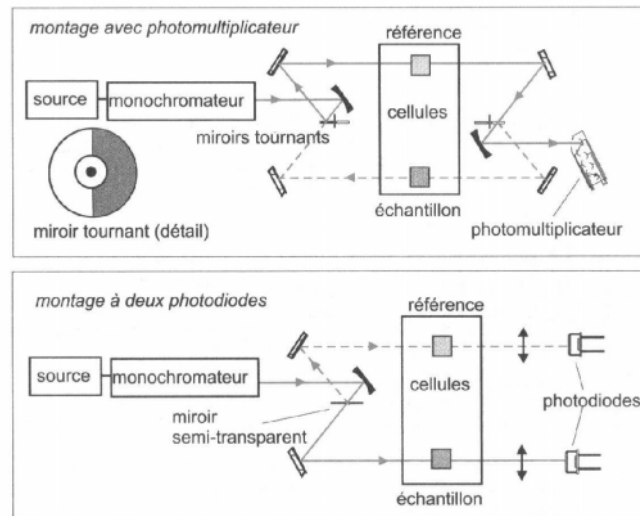 montage avec photomultiplicateur
référence
source
monochromateur
cellules
miroirs tournants
miroir tournant (détail)
échantillon
photomultiplicateur
montage à deux photodiodes
référence
source
monochromateur
cellules
miroir
semi-transparent
photodiodes
échantillon